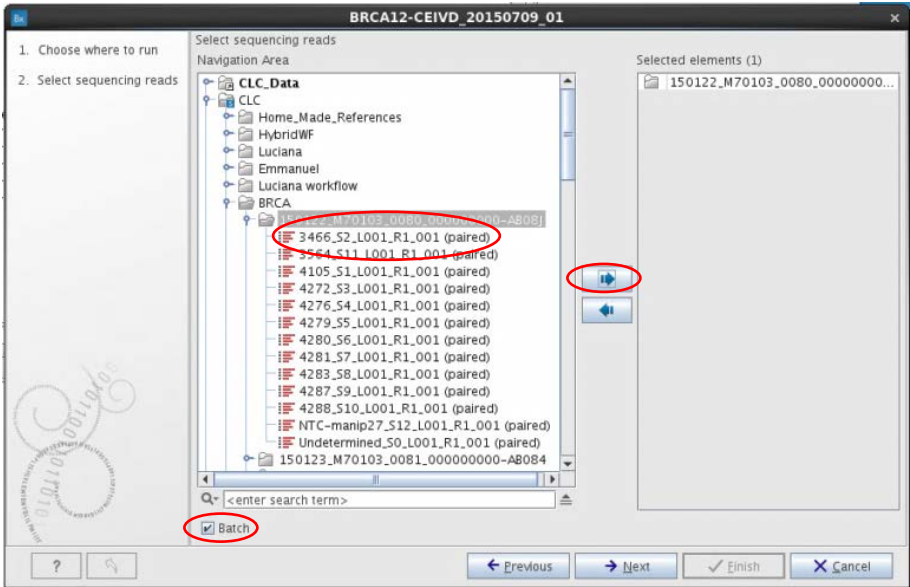 BRCA12-CEIVD_20150709_01
1. Choose where to run
2. Select sequencing reads
Select sequencing reads
Navigation Area
CLC_Data
CLC
Home_Made_References
HybridWF
Luciana
Emmanuel
Luciana workflow
BRCA
150122_M70103_0080_000000000-AB08J
3466_S2_L001_R1_001 (paired)
3564_S11_L001_R1_001 (paired)
4105_S1_L001_R1_001 (paired)
4272_S3_L001_R1_001 (paired)
4276_S4_L001_R1_001 (paired)
4279_S5_L001_R1_001 (paired)
4280_S6_L001_R1_001 (paired)
4281_S7_L001_R1_001 (paired)
4283_S8_L001_R1_001 (paired)
4287_S9_L001_R1_001 (paired)
4288_S10_L001_R1_001 (paired)
NTC-manip27_S12_L001_R1_001 (paired)
Undetermined_S0_L001_R1_001 (paired)
150123_M70103_0081_000000000-AB084
<enter search term>
Batch
Selected elements (1)
150122_M70103_0080_00000000...
?
Previous
Next
Finish
Cancel